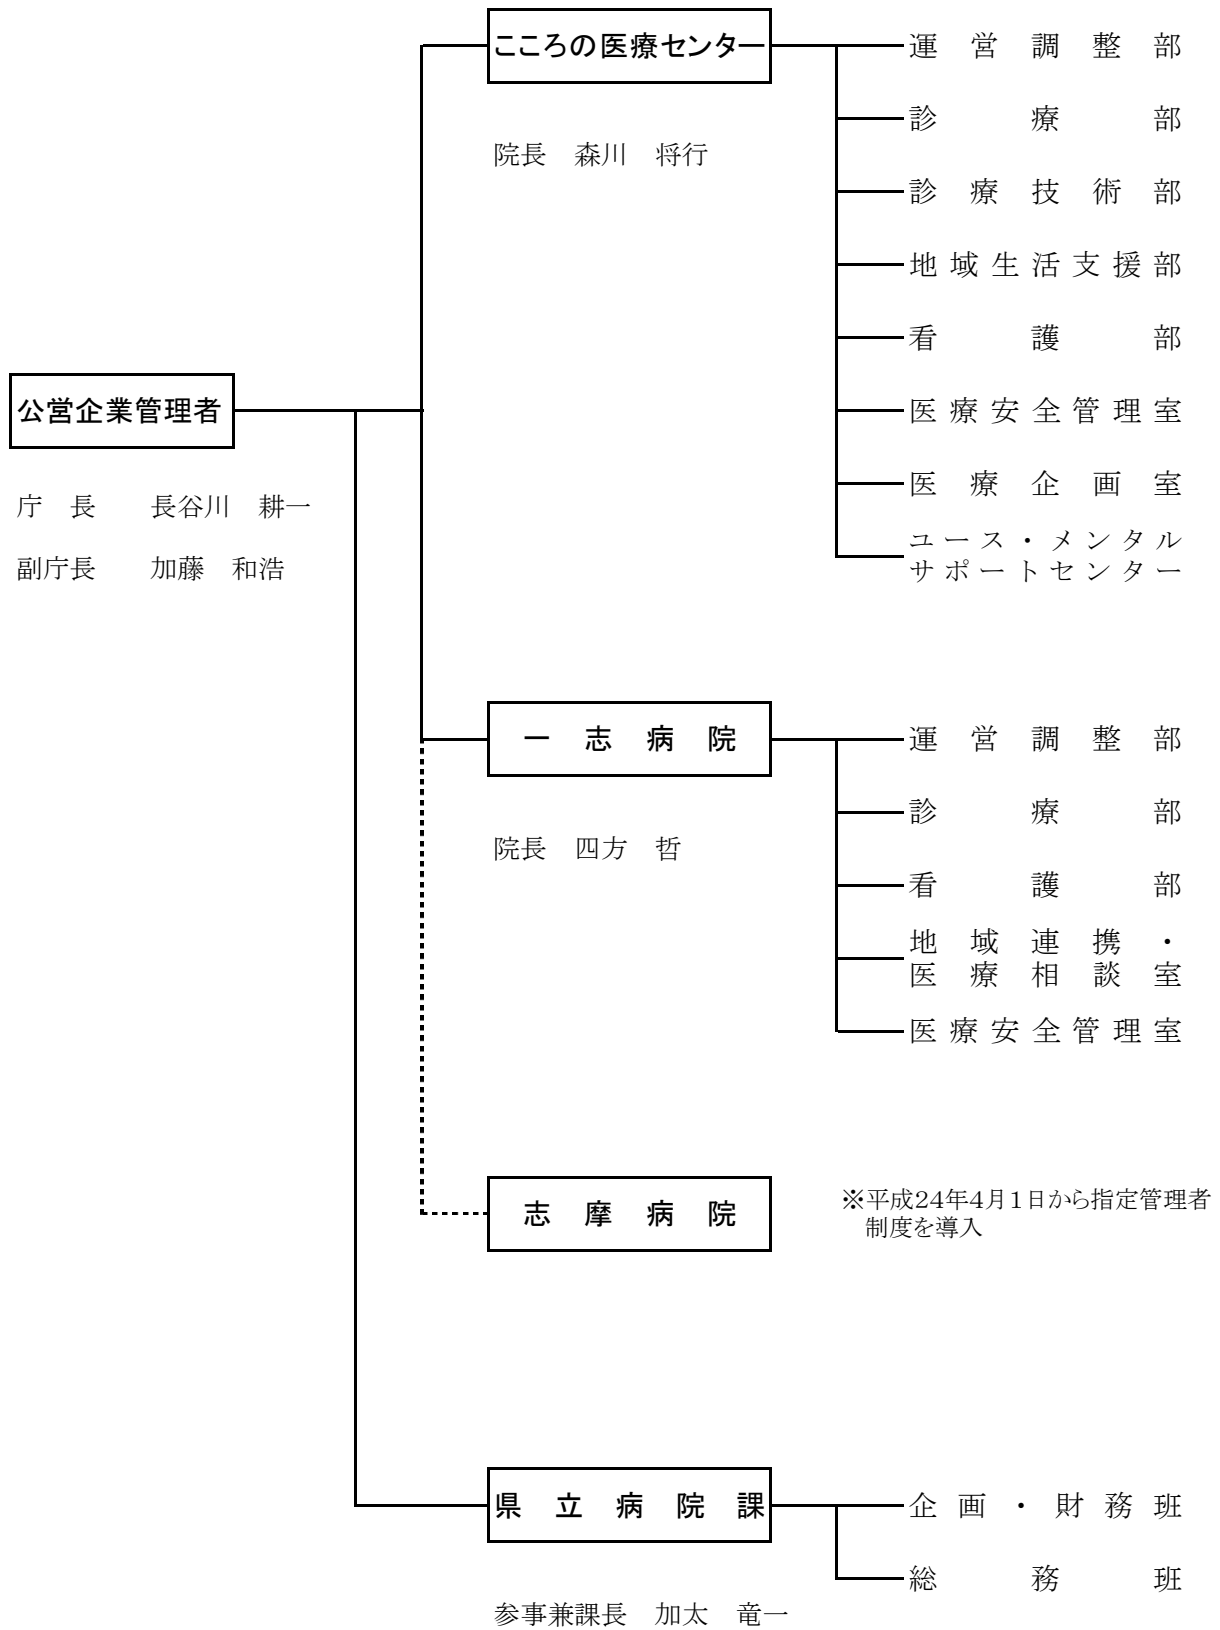 こころの医療センター
院長　森川　将行
運営調整部
診療部
診療技術部
地域生活支援部
看護部
医療安全管理室
医療企画室
ユース・メンタル
サポートセンター
公営企業管理者
庁　長　　長谷川　耕一
副庁長　　加藤　和浩
一志病院
院長　四方　哲
運営調整部
診療部
看護部
地域連携・
医療相談室
医療安全管理室
志摩病院
※平成24年4月1日から指定管理者
制度を導入
県立病院課
参事兼課長　加太　竜一
企画・財務班
総務班